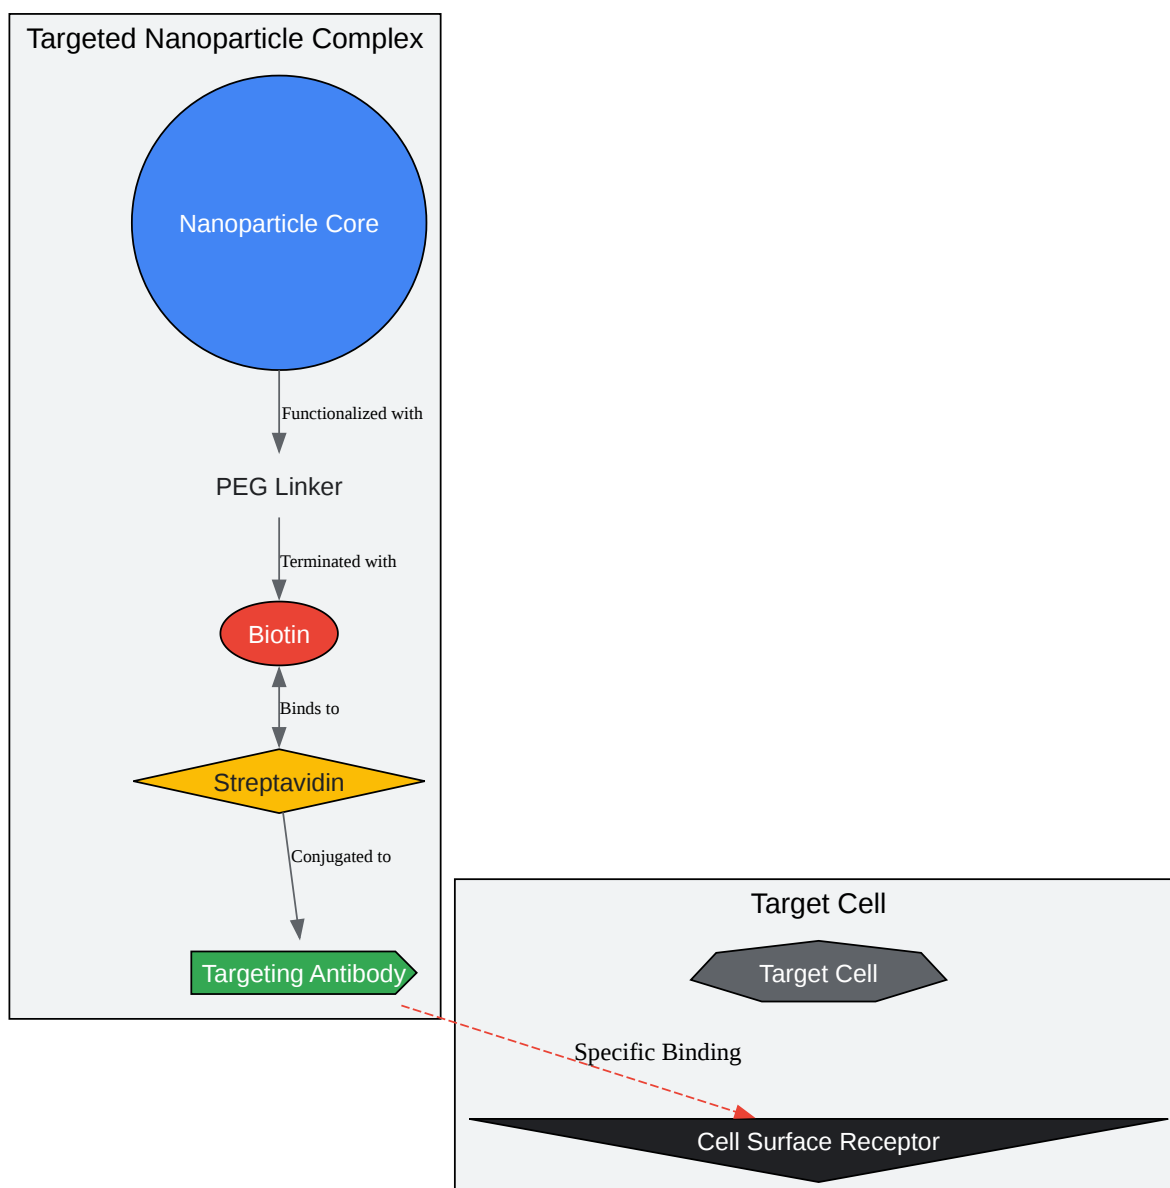 Targeted Nanoparticle Complex
Nanoparticle Core
Functionalized with
PEG Linker
Terminated with
Biotin
Binds to
Streptavidin
Conjugated to
Targeting Antibody
Target Cell
Target Cell
Specific Binding
Cell Surface Receptor